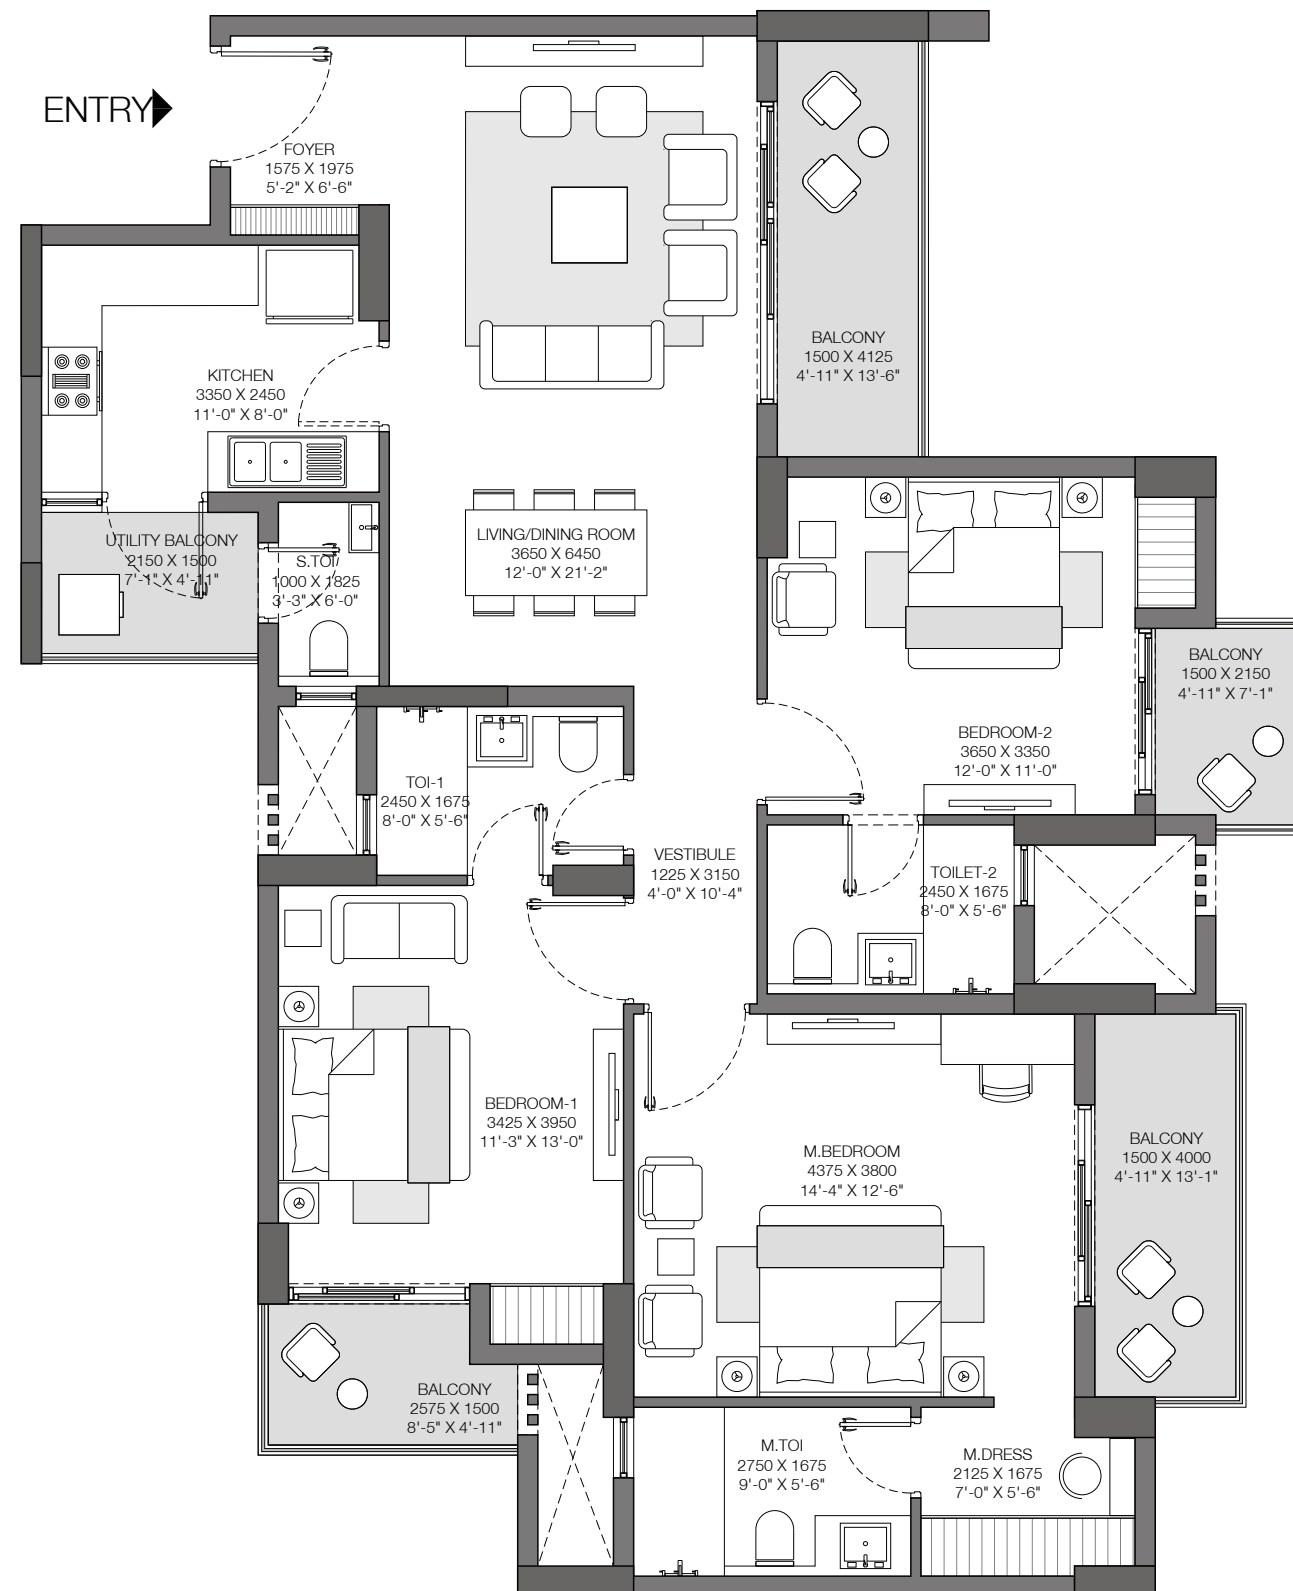 ENTRY
FOYER
1575 X 1975
5'-2" X 6'-6"
BALCONY
1500 X 4125
4'-11" X 13'-6"
KITCHEN
3350 X 2450
11'-0" X 8'-0"
UTILITY BALCONY
2150 X 1500
7'-1" X 4'-11"
S.TOI
1000 X 1825
3'-3" X 6'-0"
LIVING/DINING ROOM
3650 X 6450
12'-0" X 21'-2"
BALCONY
1500 X 2150
4'-11" X 7'-1"
BEDROOM-2
3650 X 3350
12'-0" X 11'-0"
TOI-1
2450 X 1675
8'-0" X 5'-6"
VESTIBULE
1225 X 3150
4'-0" X 10'-4"
TOILET-2
2450 X 1675
8'-0" X 5'-6"
BEDROOM-1
3425 X 3950
11'-3" X 13'-0"
M.BEDROOM
4375 X 3800
14'-4" X 12'-6"
BALCONY
1500 X 4000
4'-11" X 13'-1"
BALCONY
2575 X 1500
8'-5" X 4'-11"
M.TOI
2750 X 1675
9'-0" X 5'-6"
M.DRESS
2125 X 1675
7'-0" X 5'-6"